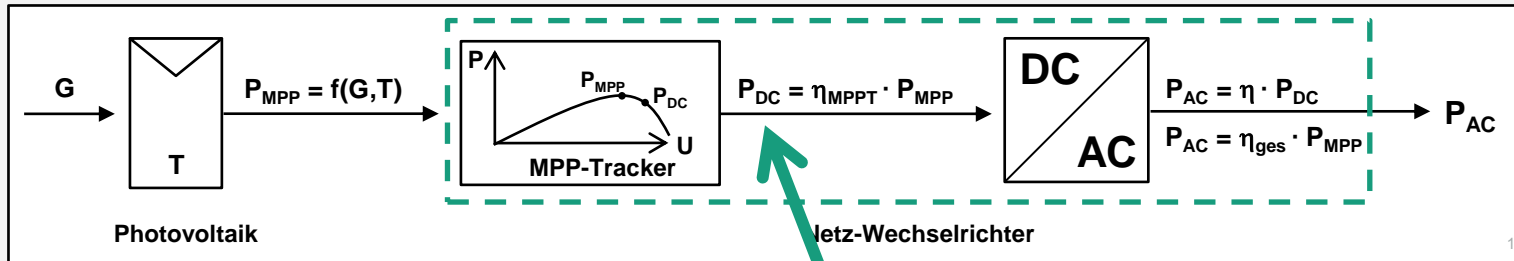 G
T
Photovoltaik
P_MPP = f(G,T)
P
P_MPP
P_DC
U
MPP-Tracker
P_DC = η_MPPT · P_MPP
DC
AC
P_AC = η · P_DC
P_AC = η_ges · P_MPP
P_AC
etz-Wechselrichter
1